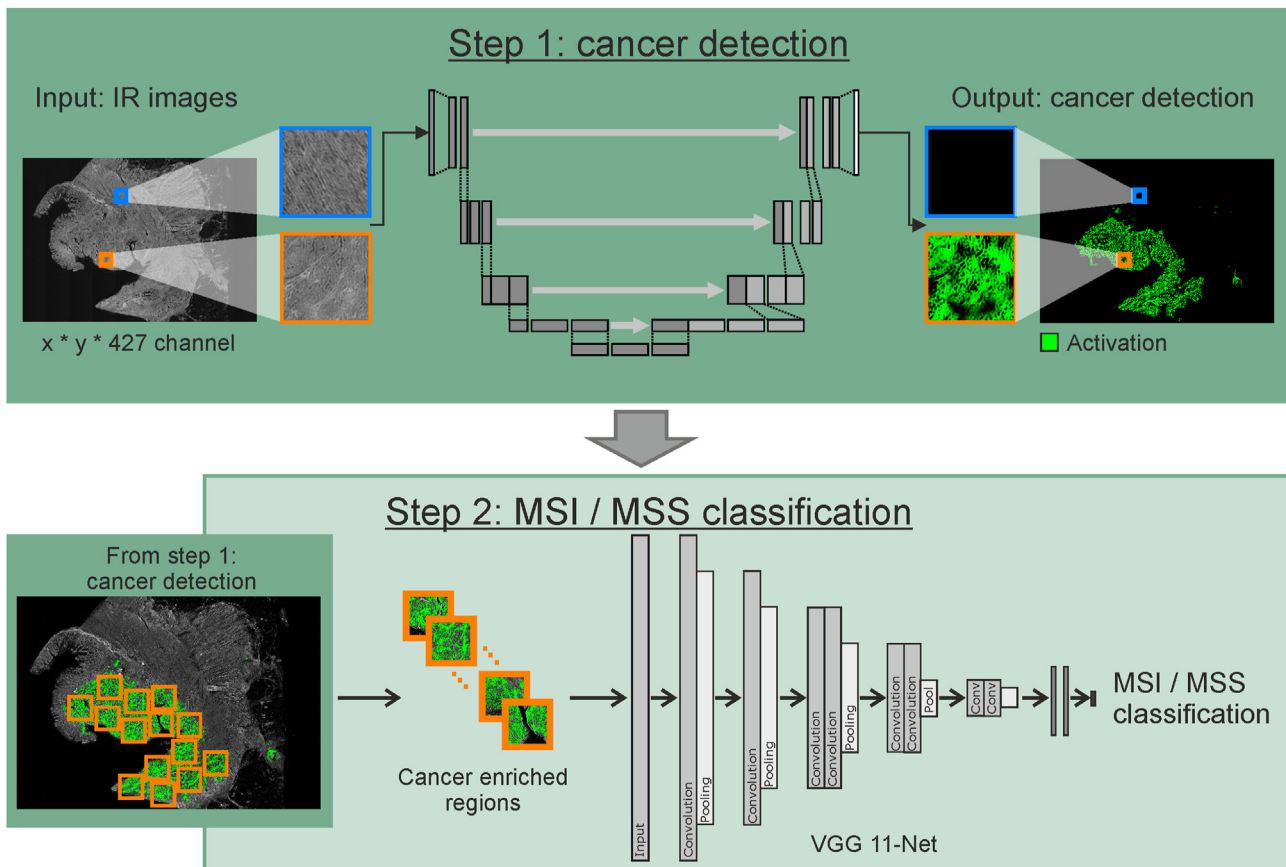 Step 1: cancer detection
Input: IR images
Output: cancer detection
x * y * 427 channel
Activation
Step 2: MSI / MSS classification
From step 1:
cancer detection
Cancer enriched
regions
Input
Convolution
Pooling
Convolution
Pooling
Convolution
Convolution
Pooling
Convolution
Convolution
Pool
Conv
Conv
MSI / MSS
classification
VGG 11-Net